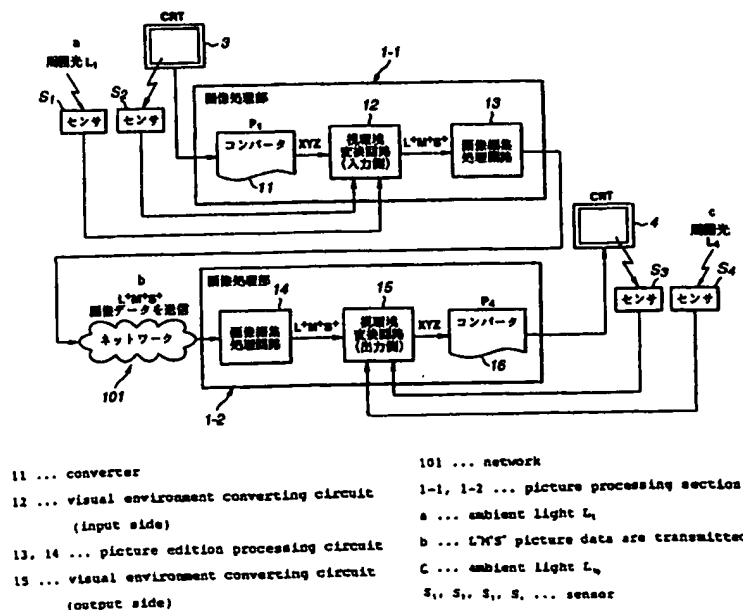 CRT
3
a
周囲光 L₁
S₁
センサ
S₂
センサ
1-1
画像処理部
P₁
コンバータ
11
XYZ
12
視環境
変換回路
(入力側)
L⁺M⁺S⁺
13
画像編集
処理回路
CRT
4
c
周囲光
L₄
S₃
センサ
S₄
センサ
b
L⁺M⁺S⁺
画像データを送信
ネットワーク
101
画像処理部
14
画像編集
処理回路
L⁺M⁺S⁺
15
視環境
変換回路
(出力側)
XYZ
P₄
コンバータ
16
1-2
11 ... converter
12 ... visual environment converting circuit
(input side)
13, 14 ... picture edition processing circuit
15 ... visual environment converting circuit
(output side)
101 ... network
1-1, 1-2 ... picture processing section
a ... ambient light L₁
b ... L⁺M⁺S⁺ picture data are transmitted
C ... ambient light L₄
... sensor